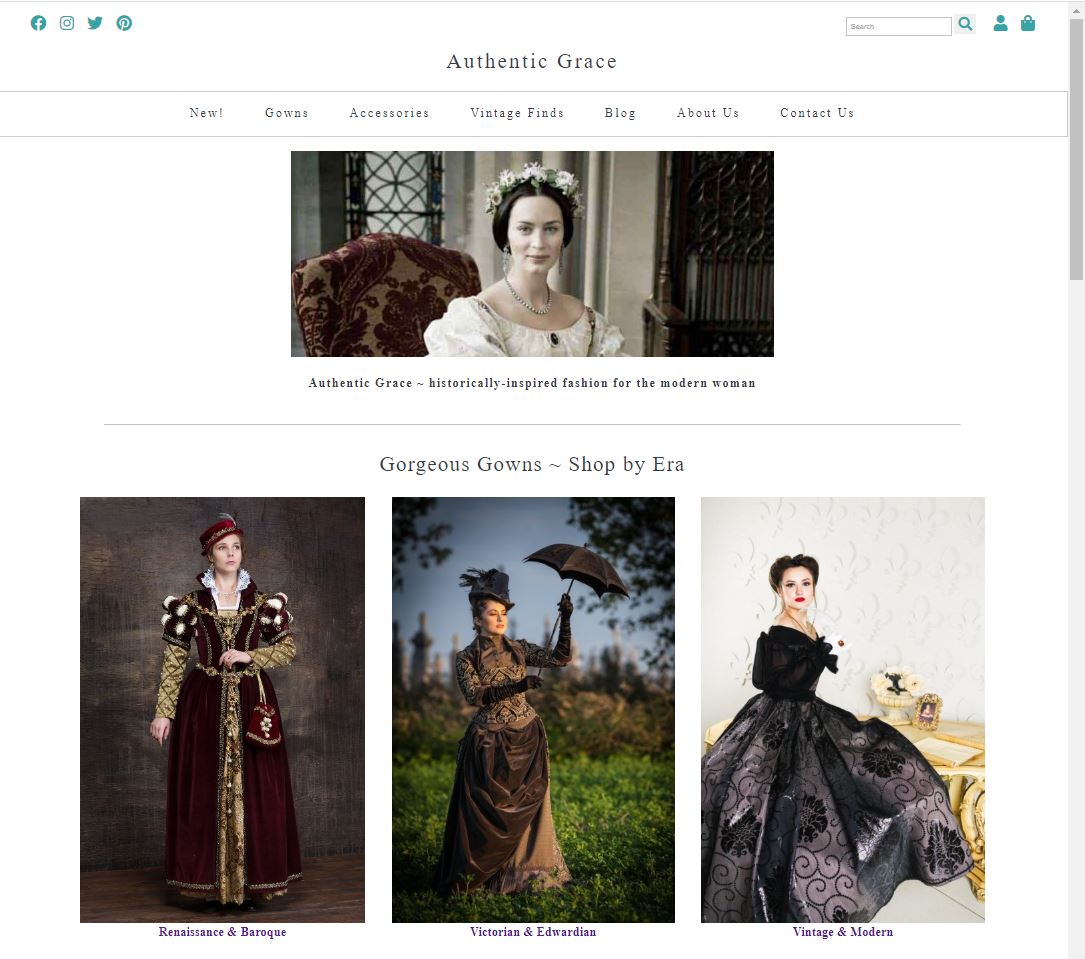 Search
Authentic Grace
New! Gowns Accessories Vintage Finds Blog About Us Contact Us
Authentic Grace ~ historically-inspired fashion for the modern woman
Gorgeous Gowns ~ Shop by Era
Renaissance & Baroque Victorian & Edwardian Vintage & Modern